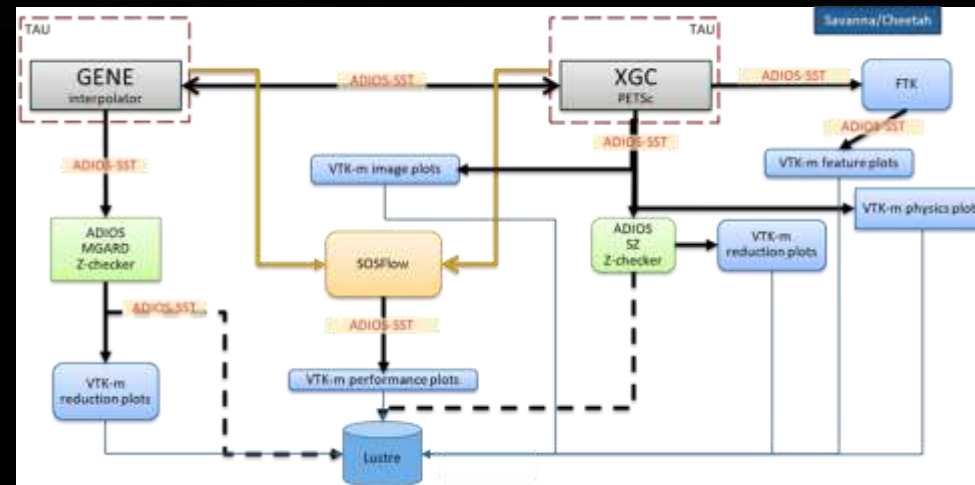 TAU
TAU
Savanna/Cheetah
GENE
interpolator
ADIOS-SST
XGC
PETSc
ADIOS-SST
FTK
ADIOS-SST
ADIOS-SST
ADIOS-SST
VTK-m image plots
VTK-m feature plots
VTK-m physics plot
ADIOS
MGARD
Z-checker
SOSFlow
ADIOS
SZ
Z-checker
VTK-m
reduction plots
ADIOS-SST
ADIOS-SST
VTK-m
reduction plots
VTK-m performance plots
Lustre